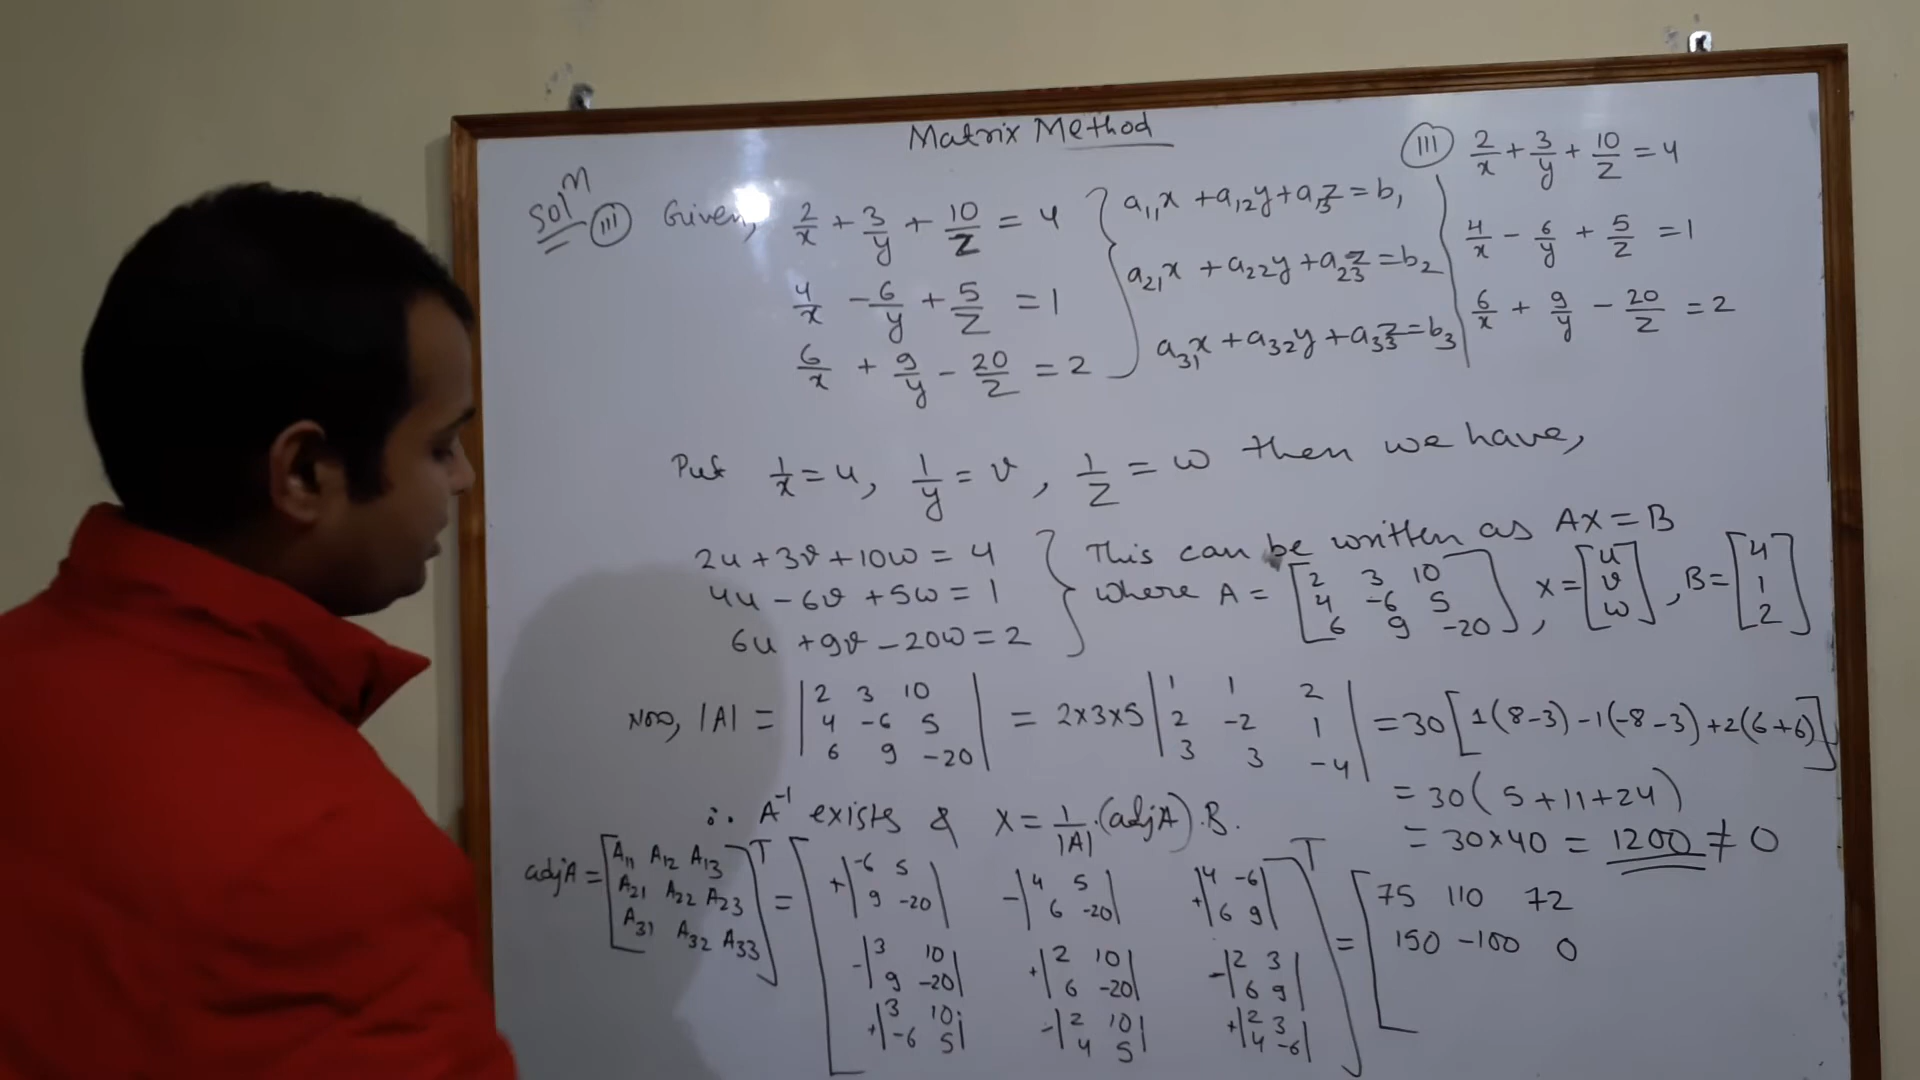 Matrix Method
Solⁿ (III) Given, 2/x + 3/y + 10/z = 4
4/x - 6/y + 5/z = 1
6/x + 9/y - 20/z = 2
a₁₁x + a₁₂y + a₁₃z = b₁
a₂₁x + a₂₂y + a₂₃z = b₂
a₃₁x + a₃₂y + a₃₃z = b₃
(III) 2/x + 3/y + 10/z = 4
4/x - 6/y + 5/z = 1
6/x + 9/y - 20/z = 2
Put 1/x = u, 1/y = v, 1/z = w then we have,
2u + 3v + 10w = 4
4u - 6v + 5w = 1
6u + 9v - 20w = 2
This can be written as AX = B
where A = [2 3 10; 4 -6 5; 6 9 -20], X = [u; v; w], B = [4; 1; 2]
Now, |A| = |2 3 10; 4 -6 5; 6 9 -20| = 2x3x5 |1 1 2; 2 -2 1; 3 3 -4| = 30[1(8-3) -1(-8-3) +2(6+6)]
= 30(5+11+24)
= 30x40 = 1200 ≠ 0
∴ A⁻¹ exists & X = 1/|A| . (adjA) . B.
adjA = [A₁₁ A₁₂ A₁₃; A₂₁ A₂₂ A₂₃; A₃₁ A₃₂ A₃₃]ᵀ = [+|-6 5; 9 -20| -|4 5; 6 -20| +|4 -6; 6 9|; -|3 10; 9 -20| +|2 10; 6 -20| -|2 3; 6 9|; +|3 10; -6 5| -|2 10; 4 5| +|2 3; 4 -6|]ᵀ = [75 110 72; 150 -100 0